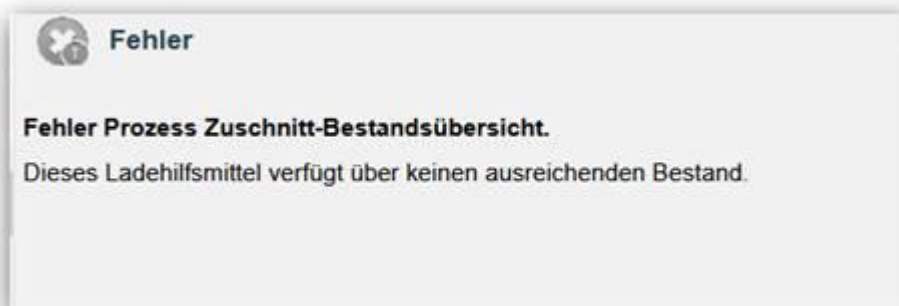 Fehler
Fehler Prozess Zuschnitt-Bestandsübersicht.
Dieses Ladehilfsmittel verfügt über keinen ausreichenden Bestand.